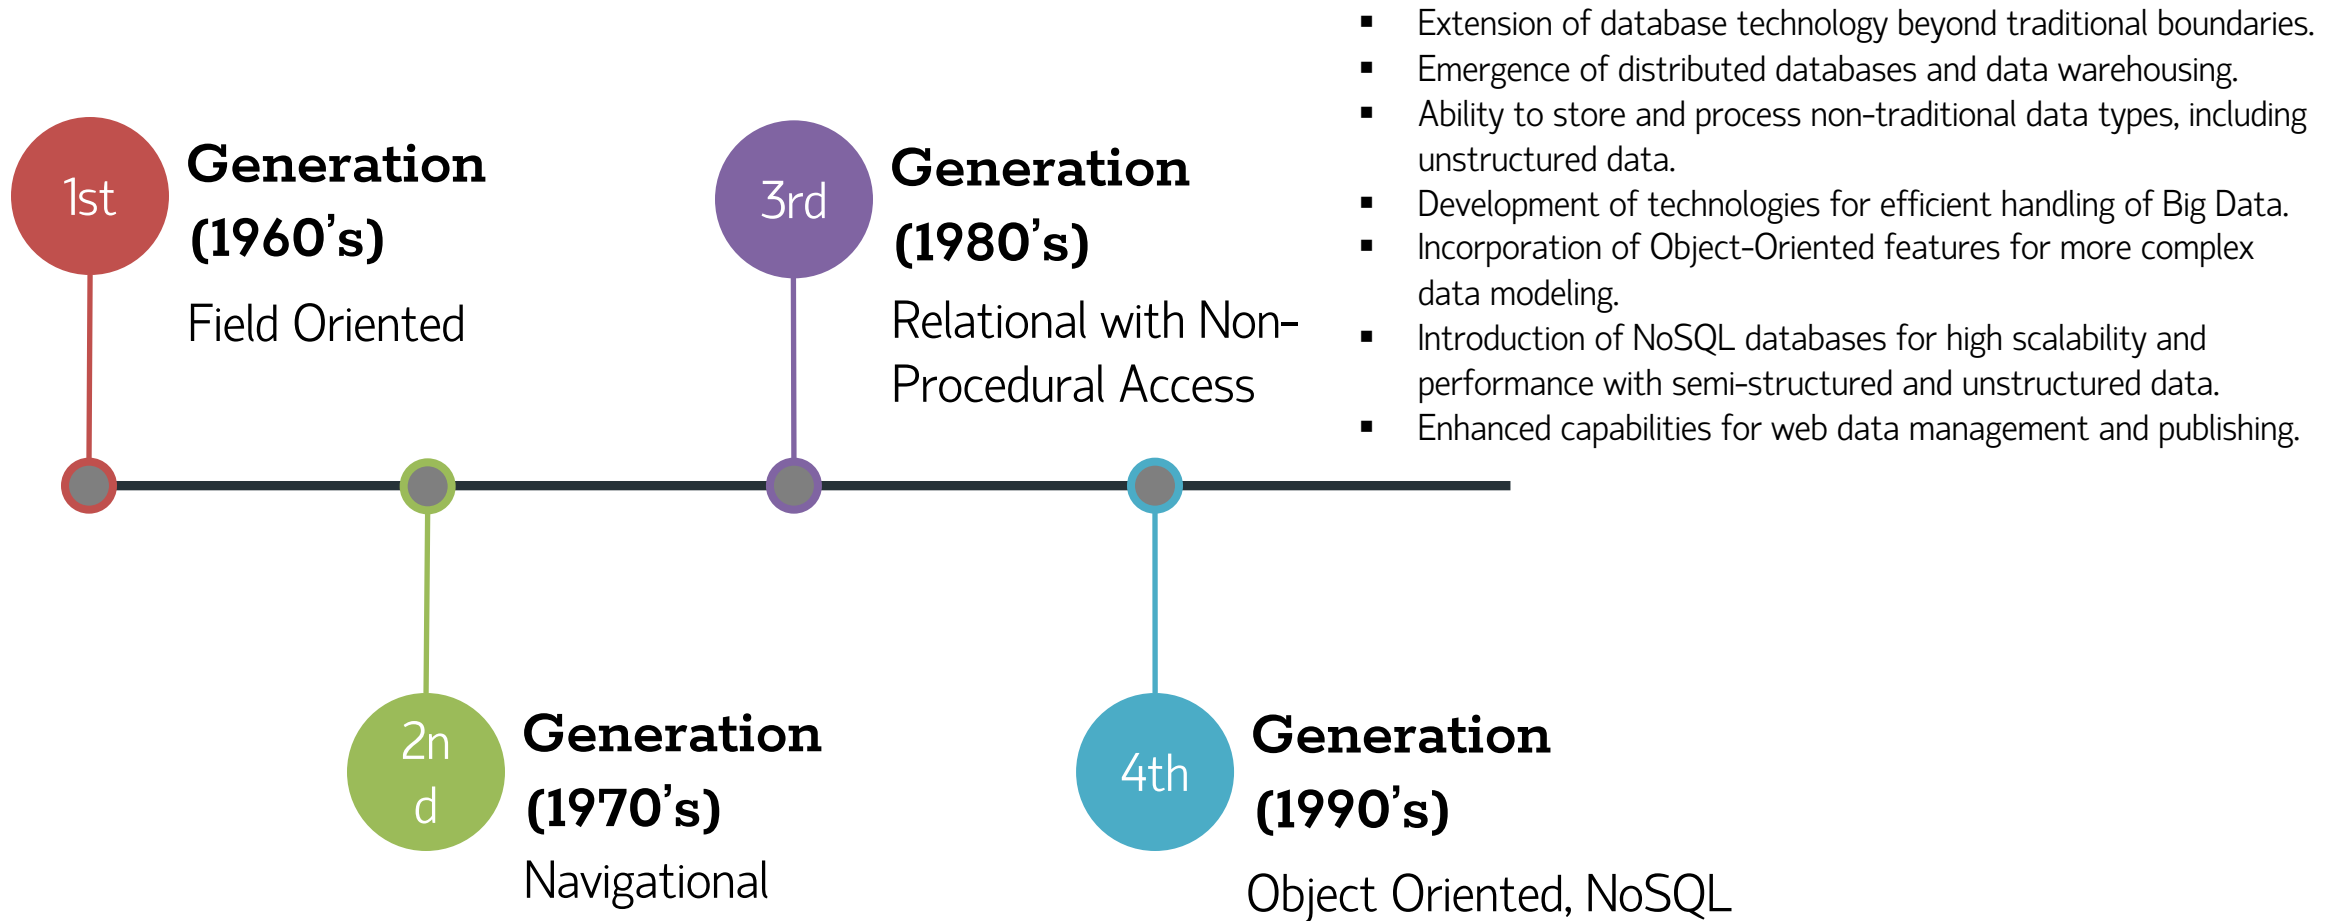 1st
Generation
(1960’s)
Field Oriented
2n
d
Generation
(1970’s)
Navigational
3rd
Generation
(1980’s)
Relational with Non-
Procedural Access
4th
Generation
(1990’s)
Object Oriented, NoSQL
▪ Extension of database technology beyond traditional boundaries.
▪ Emergence of distributed databases and data warehousing.
▪ Ability to store and process non-traditional data types, including
unstructured data.
▪ Development of technologies for efficient handling of Big Data.
▪ Incorporation of Object-Oriented features for more complex
data modeling.
▪ Introduction of NoSQL databases for high scalability and
performance with semi-structured and unstructured data.
▪ Enhanced capabilities for web data management and publishing.